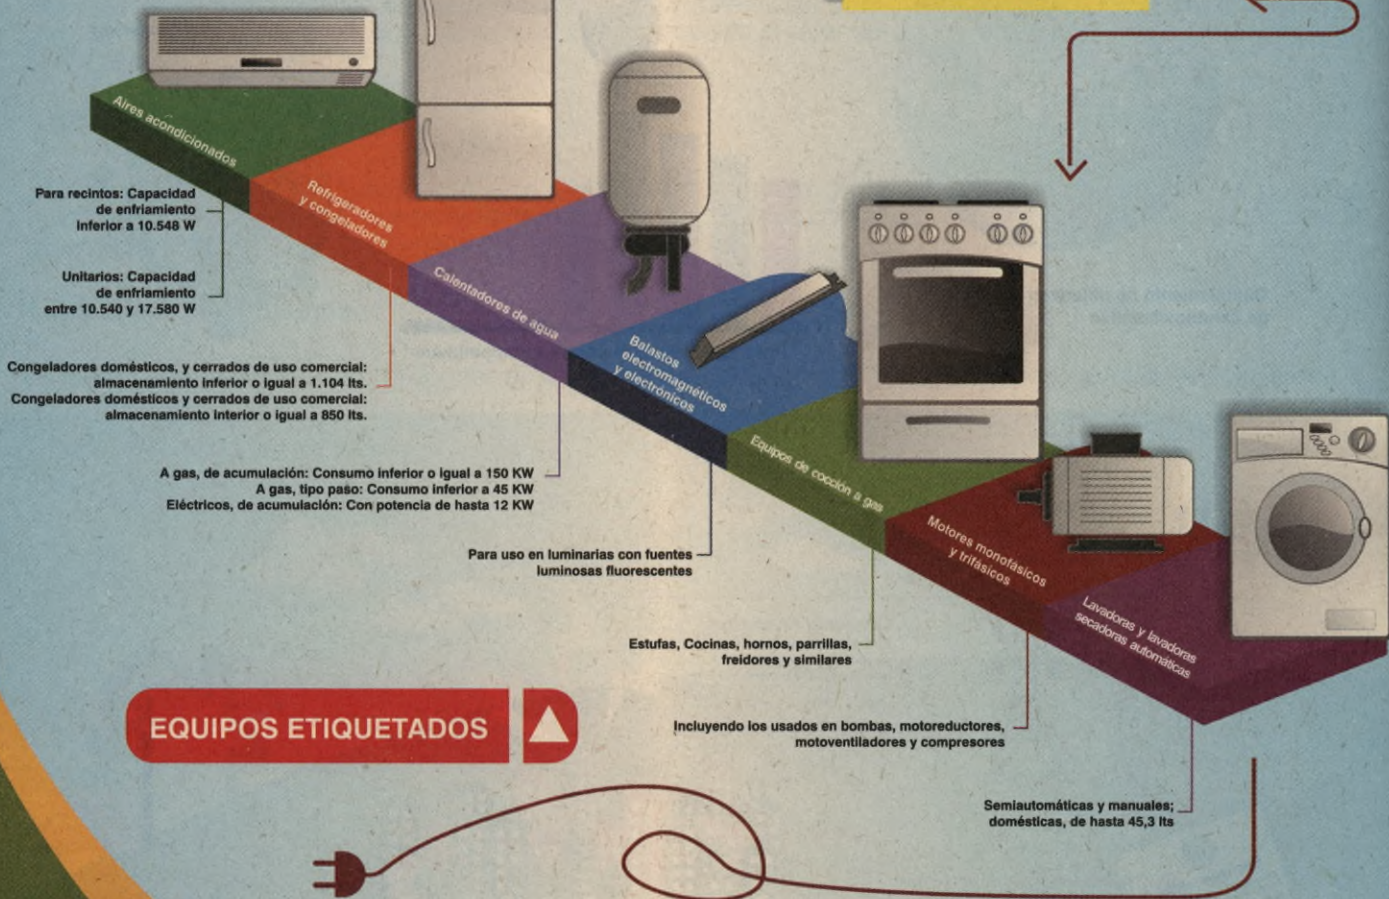 Aires acondicionados
Para recintos: Capacidad
de enfriamiento
inferior a 10.548 W
Unitarios: Capacidad
de enfriamiento
entre 10.540 y 17.580 W
Refrigeradores
y congeladores
Congeladores domésticos, y cerrados de uso comercial:
almacenamiento inferior o igual a 1.104 lts.
Congeladores domésticos y cerrados de uso comercial:
almacenamiento interior o igual a 850 lts.
Calentadores de agua
A gas, de acumulación: Consumo inferior o igual a 150 KW
A gas, tipo paso: Consumo inferior a 45 KW
Eléctricos, de acumulación: Con potencia de hasta 12 KW
Balastos
electromagnéticos
y electrónicos
Para uso en luminarias con fuentes
luminosas fluorescentes
Equipos de cocción a gas
Estufas, Cocinas, hornos, parrillas,
freidores y similares
Motores monofásicos
y trifásicos
Incluyendo los usados en bombas, motoreductores,
motoventiladores y compresores
Lavadoras y lavadoras
secadoras automáticas
Semiautomáticas y manuales;
domésticas, de hasta 45,3 lts
EQUIPOS ETIQUETADOS